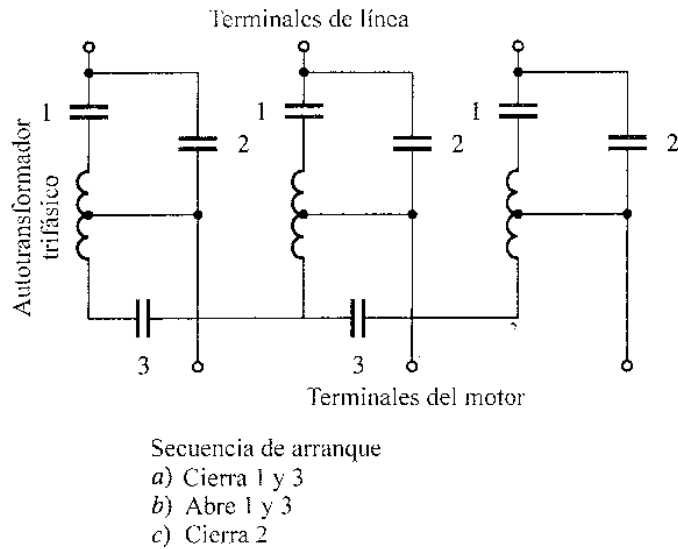 Terminales de línea
1
2
1
2
1
2
Autotransformador
trifásico
3
3
Terminales del motor
Secuencia de arranque
a) Cierra 1 y 3
b) Abre 1 y 3
c) Cierra 2